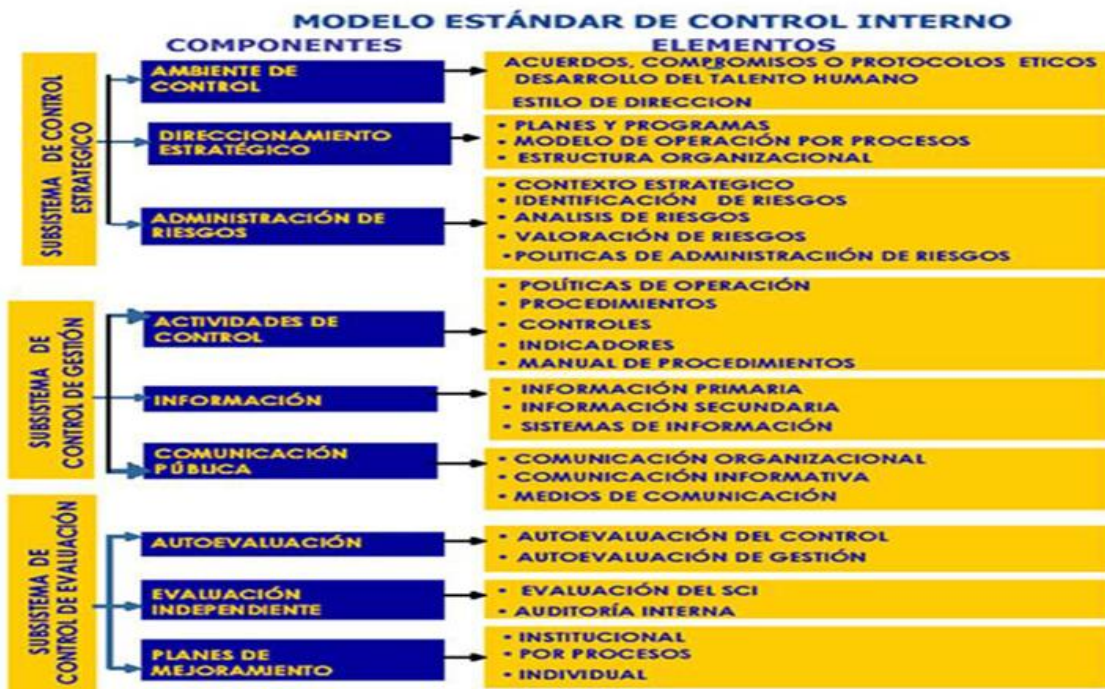 MODELO ESTÁNDAR DE CONTROL INTERNO
COMPONENTES
ELEMENTOS
SUBSISTEMA DE CONTROL
ESTRATEGICO
AMBIENTE DE
CONTROL
ACUERDOS, COMPROMISOS O PROTOCOLOS ETICOS
DESARROLLO DEL TALENTO HUMANO
ESTILO DE DIRECCION
DIRECCIONAMIENTO
ESTRATÉGICO
• PLANES Y PROGRAMAS
• MODELO DE OPERACIÓN POR PROCESOS
• ESTRUCTURA ORGANIZACIONAL
ADMINISTRACIÓN DE
RIESGOS
• CONTEXTO ESTRATEGICO
• IDENTIFICACIÓN DE RIESGOS
• ANALISIS DE RIESGOS
• VALORACIÓN DE RIESGOS
• POLITICAS DE ADMINISTRACIIÓN DE RIESGOS
SUBSISTEMA DE
CONTROL DE GESTIÓN
ACTIVIDADES DE
CONTROL
• POLÍTICAS DE OPERACIÓN
• PROCEDIMIENTOS
• CONTROLES
• INDICADORES
• MANUAL DE PROCEDIMIENTOS
INFORMACIÓN
• INFORMACIÓN PRIMARIA
• INFORMACIÓN SECUNDARIA
• SISTEMAS DE INFORMACIÓN
COMUNICACIÓN
PÚBLICA
• COMUNICACIÓN ORGANIZACIONAL
• COMUNICACIÓN INFORMATIVA
• MEDIOS DE COMUNICACIÓN
SUBSISTEMA DE
CONTROL DE EVALUACIÓN
AUTOEVALUACIÓN
• AUTOEVALUACIÓN DEL CONTROL
• AUTOEVALUACIÓN DE GESTIÓN
EVALUACIÓN
INDEPENDIENTE
• EVALUACIÓN DEL SCI
• AUDITORÍA INTERNA
PLANES DE
MEJORAMIENTO
• INSTITUCIONAL
• POR PROCESOS
• INDIVIDUAL